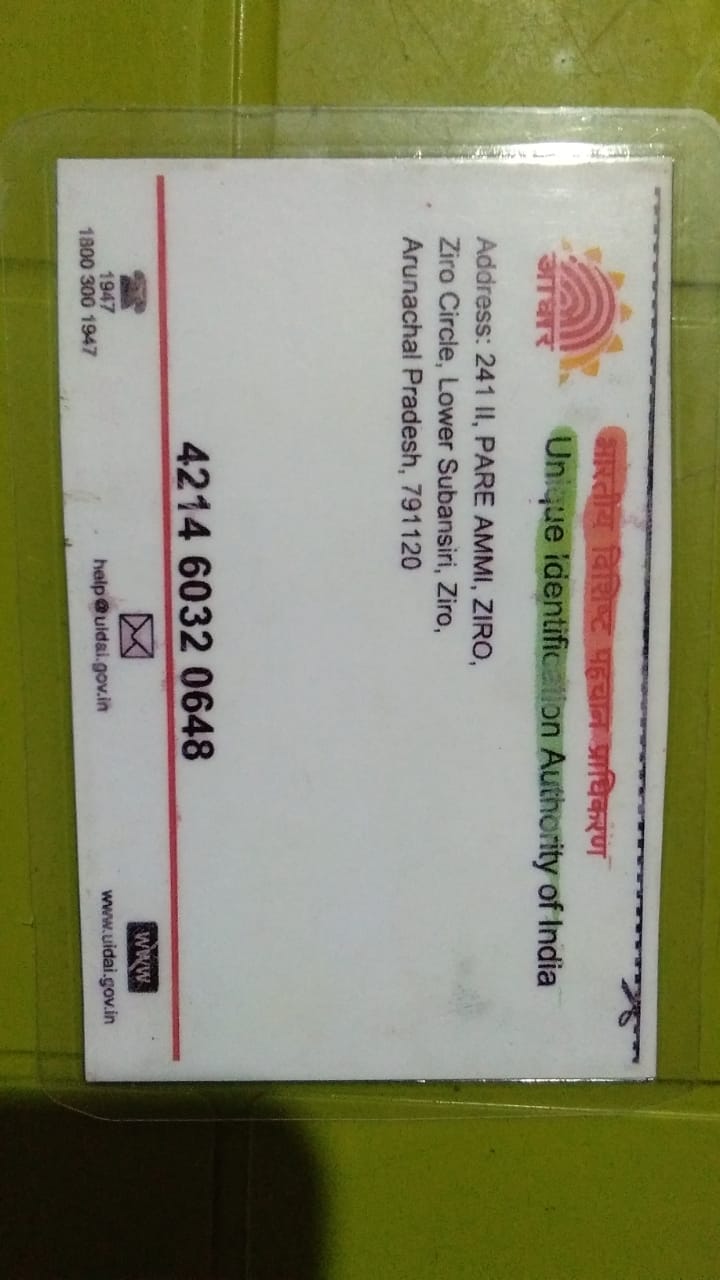 भारतीय विशिष्ट पहचान प्राधिकरण
Unique Identification Authority of India
आधार
Address: 241 II, PARE AMMI, ZIRO,
Ziro Circle, Lower Subansiri, Ziro,
Arunachal Pradesh, 791120
4214 6032 0648
1947
1800 300 1947
help@uidai.gov.in
WWW
www.uidai.gov.in